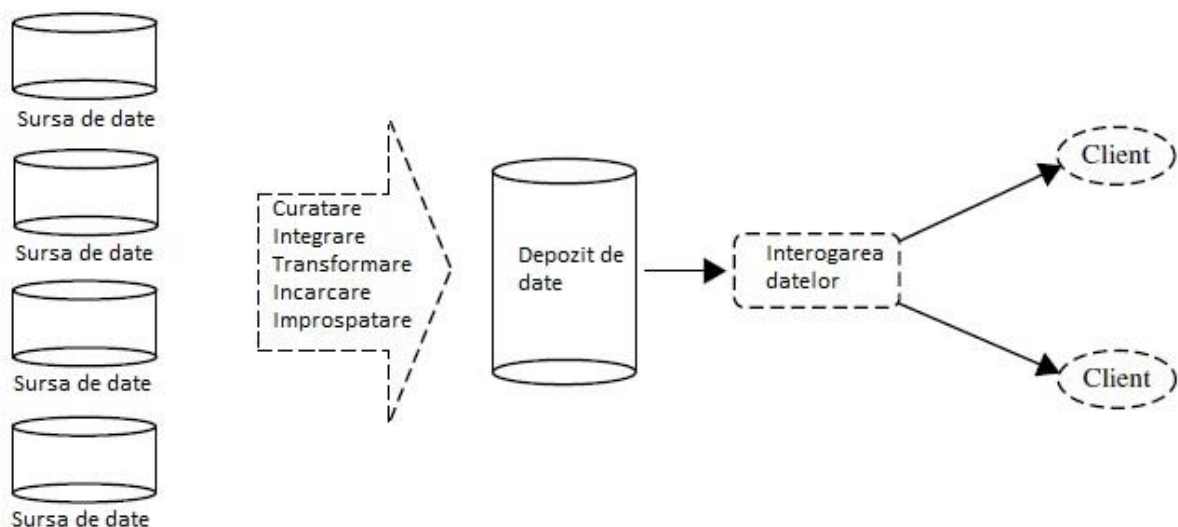 Sursa de date
Sursa de date
Sursa de date
Sursa de date
Curatare
Integrare
Transformare
Incarcare
Improspatare
Depozit de
date
Interogarea
datelor
Client
Client